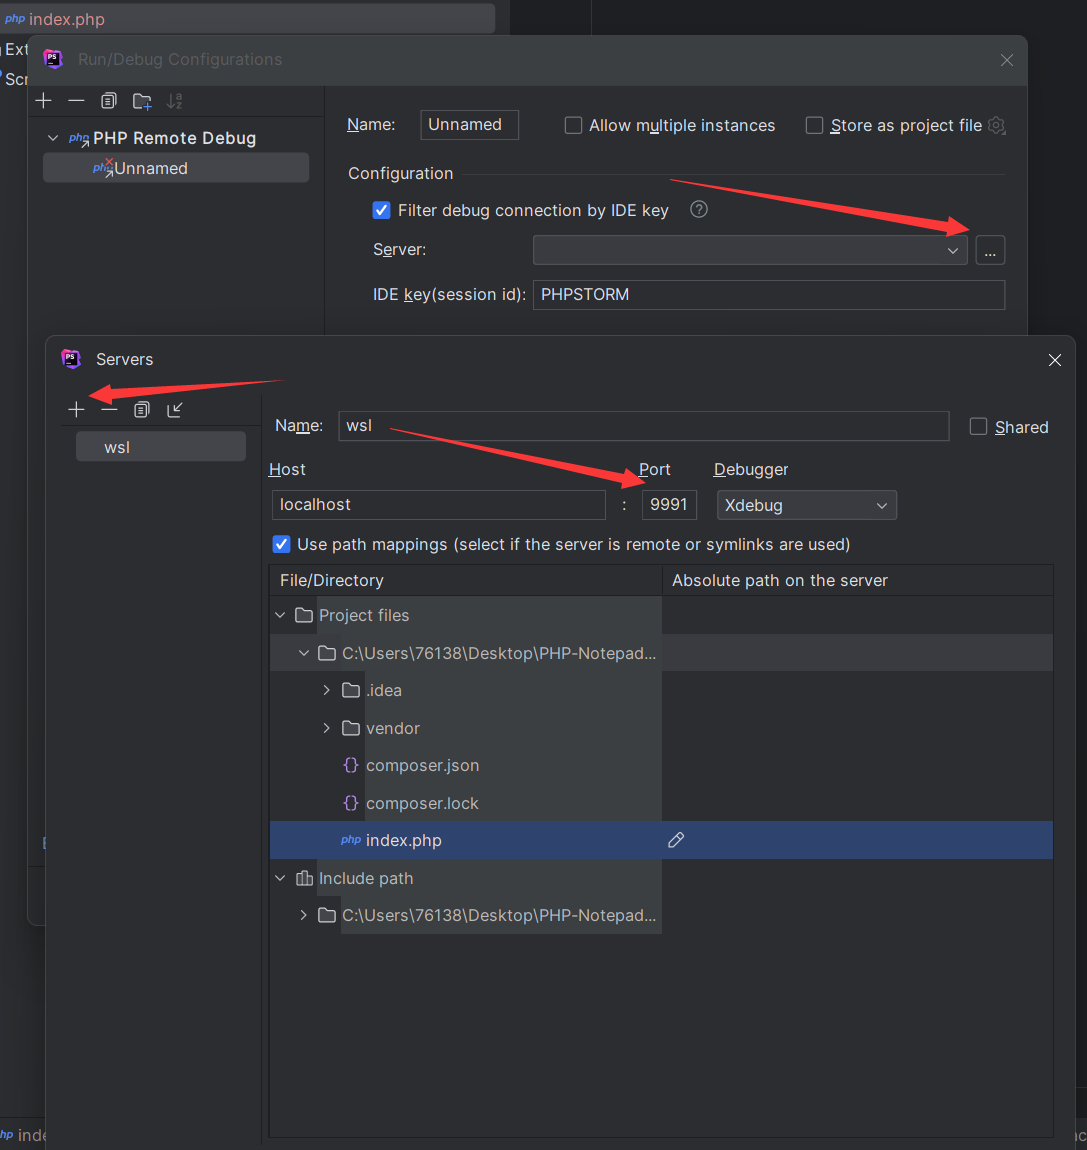 php index.php
Ext
Scr
PS Run/Debug Configurations
PHP Remote Debug
Unnamed
Name: Unnamed Allow multiple instances Store as project file
Configuration
Filter debug connection by IDE key ?
Server: ...
IDE key(session id): PHPSTORM
PS Servers
wsl
Name: wsl Shared
Host Port Debugger
localhost : 9991 Xdebug
Use path mappings (select if the server is remote or symlinks are used)
File/Directory Absolute path on the server
Project files
C:\Users\76138\Desktop\PHP-Notepad...
.idea
vendor
{} composer.json
{} composer.lock
php index.php
Include path
C:\Users\76138\Desktop\PHP-Notepad...
hp inde